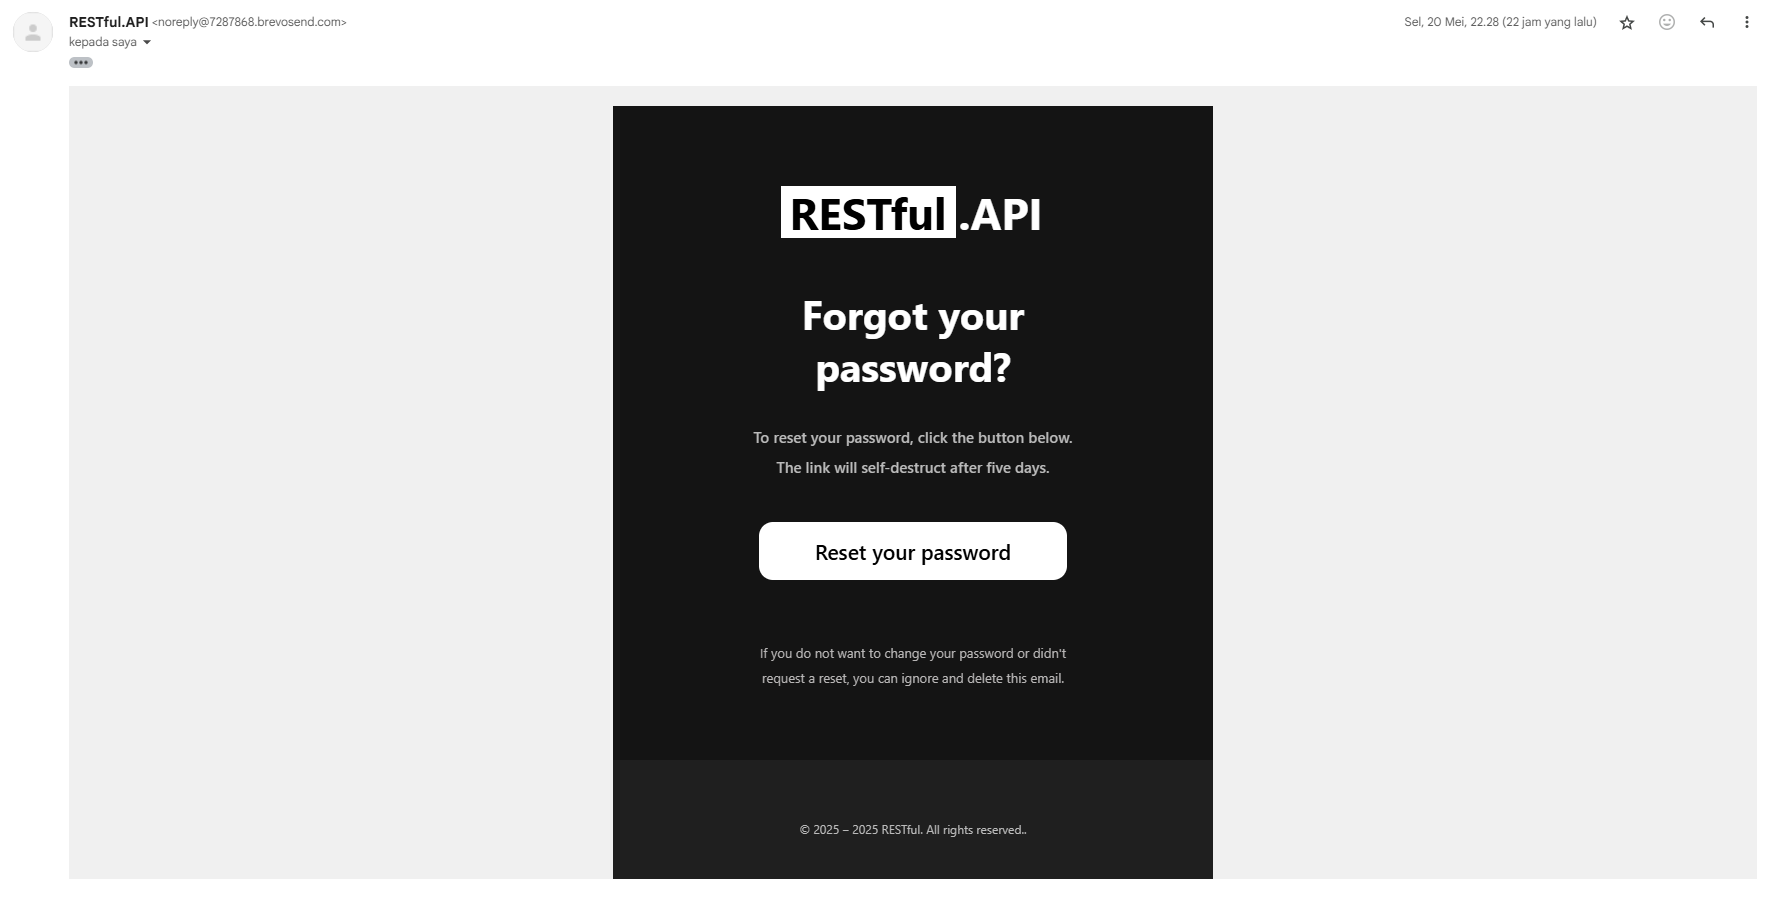 RESTful.API <noreply@7287868.brevosend.com>
Sel, 20 Mei, 22.28 (22 jam yang lalu)
kepada saya
RESTful.API
Forgot your
password?
To reset your password, click the button below.
The link will self-destruct after five days.
Reset your password
If you do not want to change your password or didn't
request a reset, you can ignore and delete this email.
© 2025 – 2025 RESTful. All rights reserved..